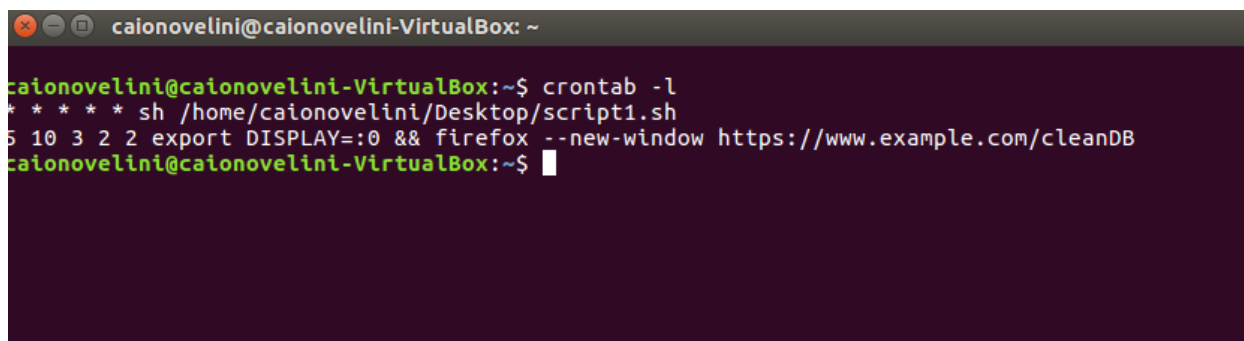 caionovelini@caionovelini-VirtualBox: ~
caionovelini@caionovelini-VirtualBox:~$ crontab -l
* * * * * sh /home/caionovelini/Desktop/script1.sh
5 10 3 2 2 export DISPLAY=:0 && firefox --new-window https://www.example.com/cleanDB
caionovelini@caionovelini-VirtualBox:~$